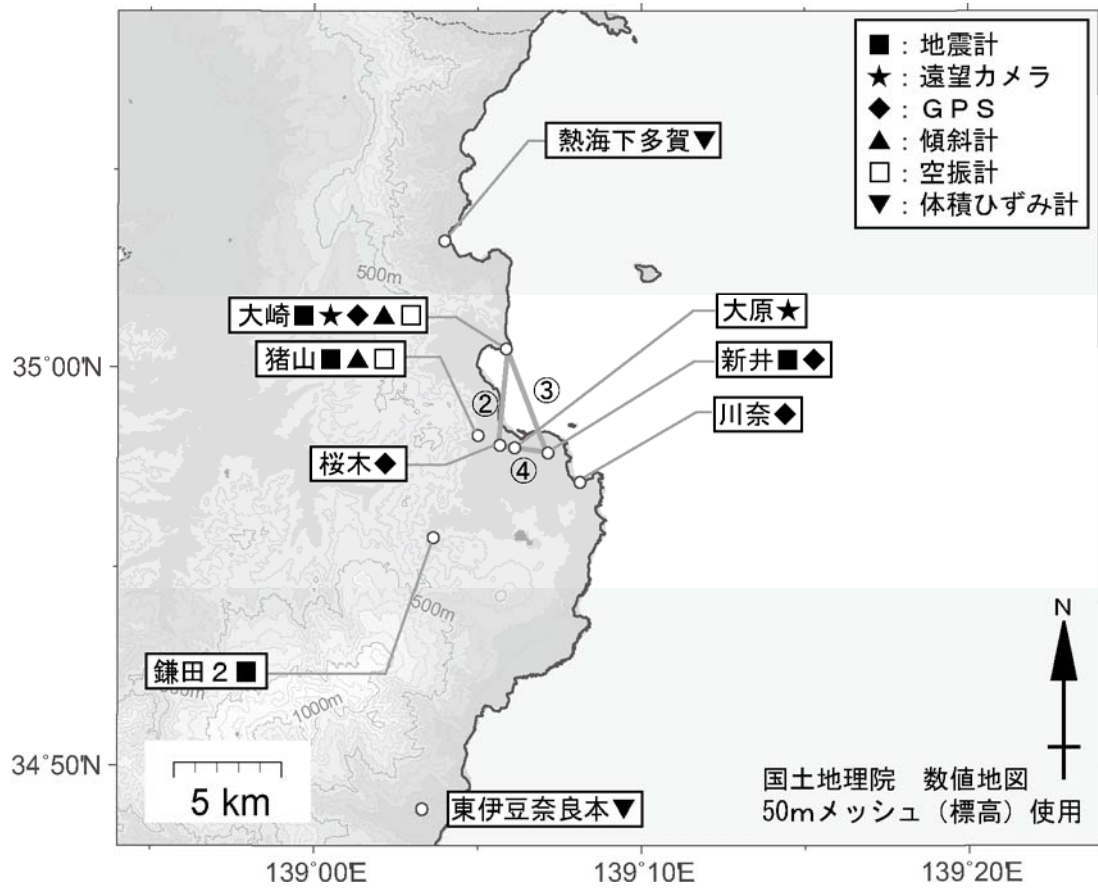 ■：地震計
★：遠望カメラ
◆：ＧＰＳ
▲：傾斜計
□：空振計
▼：体積ひずみ計
熱海下多賀▼
500m
大崎■★◆▲□
大原★
猪山■▲□
新井■◆
35°00'N
③
②
川奈◆
桜木◆
④
500m
N
鎌田２■
1000m
34°50'N
5 km
国土地理院　数値地図
50mメッシュ（標高）使用
東伊豆奈良本▼
139°00'E
139°10'E
139°20'E